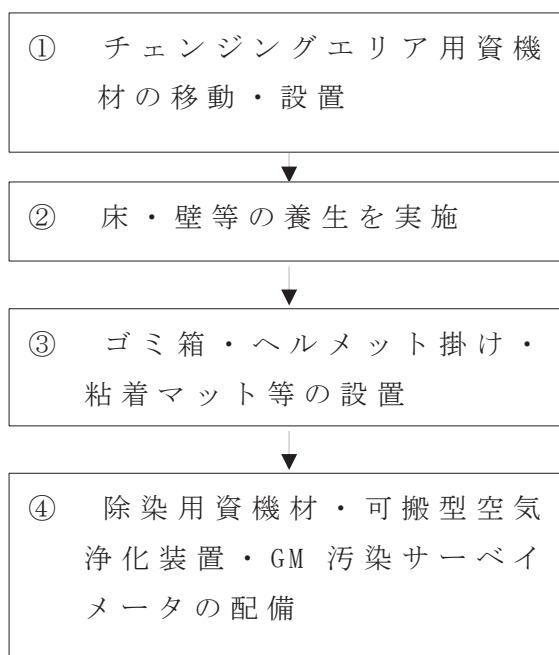 ① チェンジングエリア用資機
材の移動・設置
② 床・壁等の養生を実施
③ ゴミ箱・ヘルメット掛け・
粘着マット等の設置
④ 除染用資機材・可搬型空気
浄化装置・GM 汚染サーベイ
メータの配備